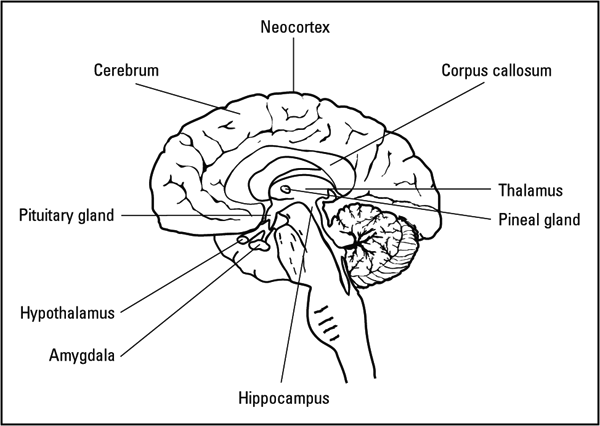 Neocortex
Cerebrum
Corpus callosum
Thalamus
Pituitary gland
Pineal gland
Hypothalamus
Amygdala
Hippocampus